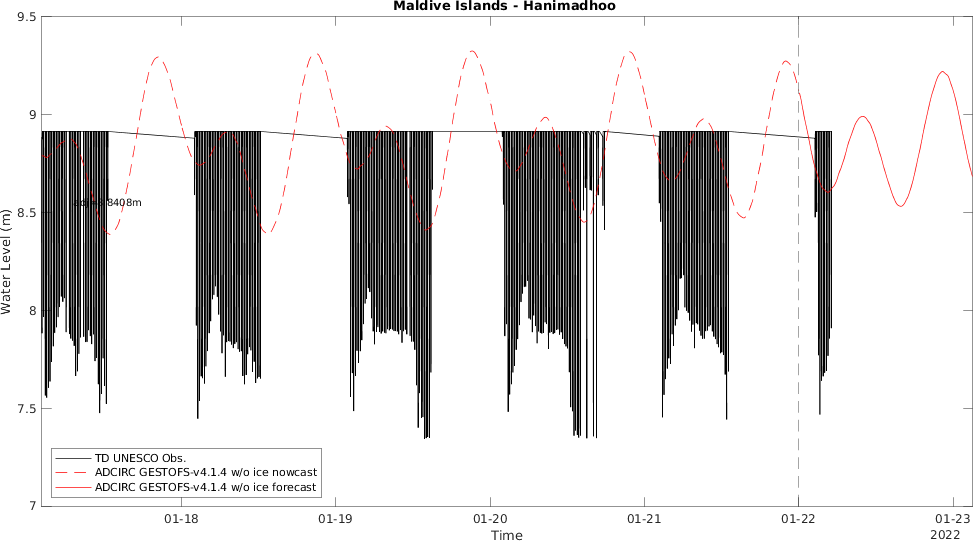 Maldive Islands - Hanimadhoo
9.5
9
8.5
8
7.5
7
Water Level (m)
8408m
TD UNESCO Obs.
ADCIRC GESTOFS-v4.1.4 w/o ice nowcast
ADCIRC GESTOFS-v4.1.4 w/o ice forecast
01-18
01-19
01-20
01-21
01-22
01-23
Time
2022